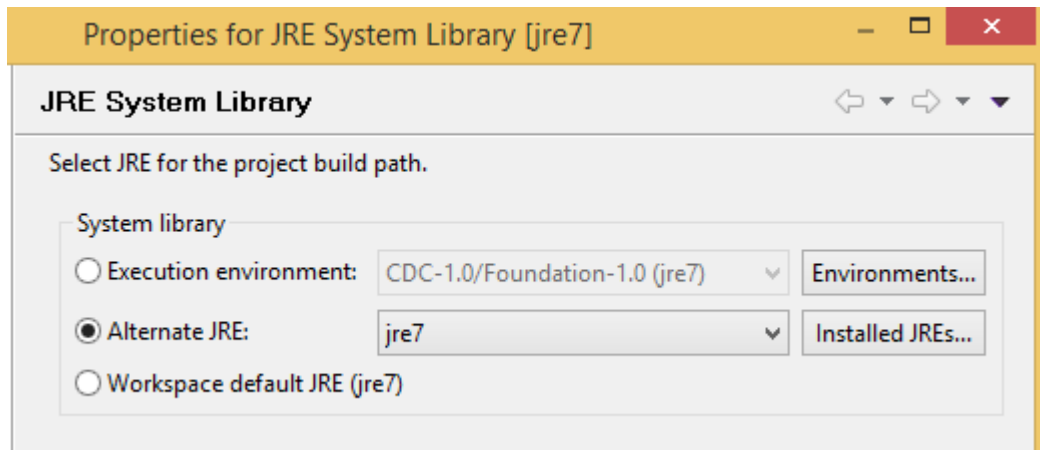 Properties for JRE System Library [jre7]
JRE System Library
Select JRE for the project build path.
System library
Execution environment: CDC-1.0/Foundation-1.0 (jre7) Environments...
Alternate JRE: jre7 Installed JREs...
Workspace default JRE (jre7)